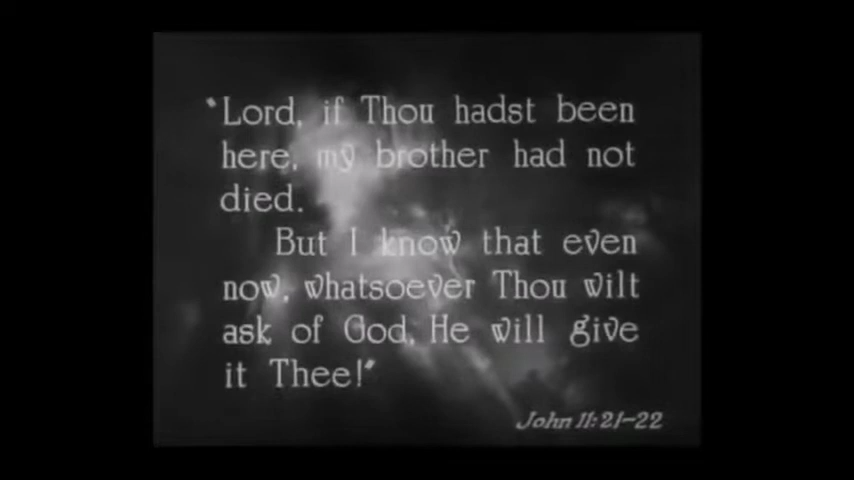 "Lord, if Thou hadst been
here, my brother had not
died.
But I know that even
now, whatsoever Thou wilt
ask of God, He will give
it Thee!"
John 11:21-22